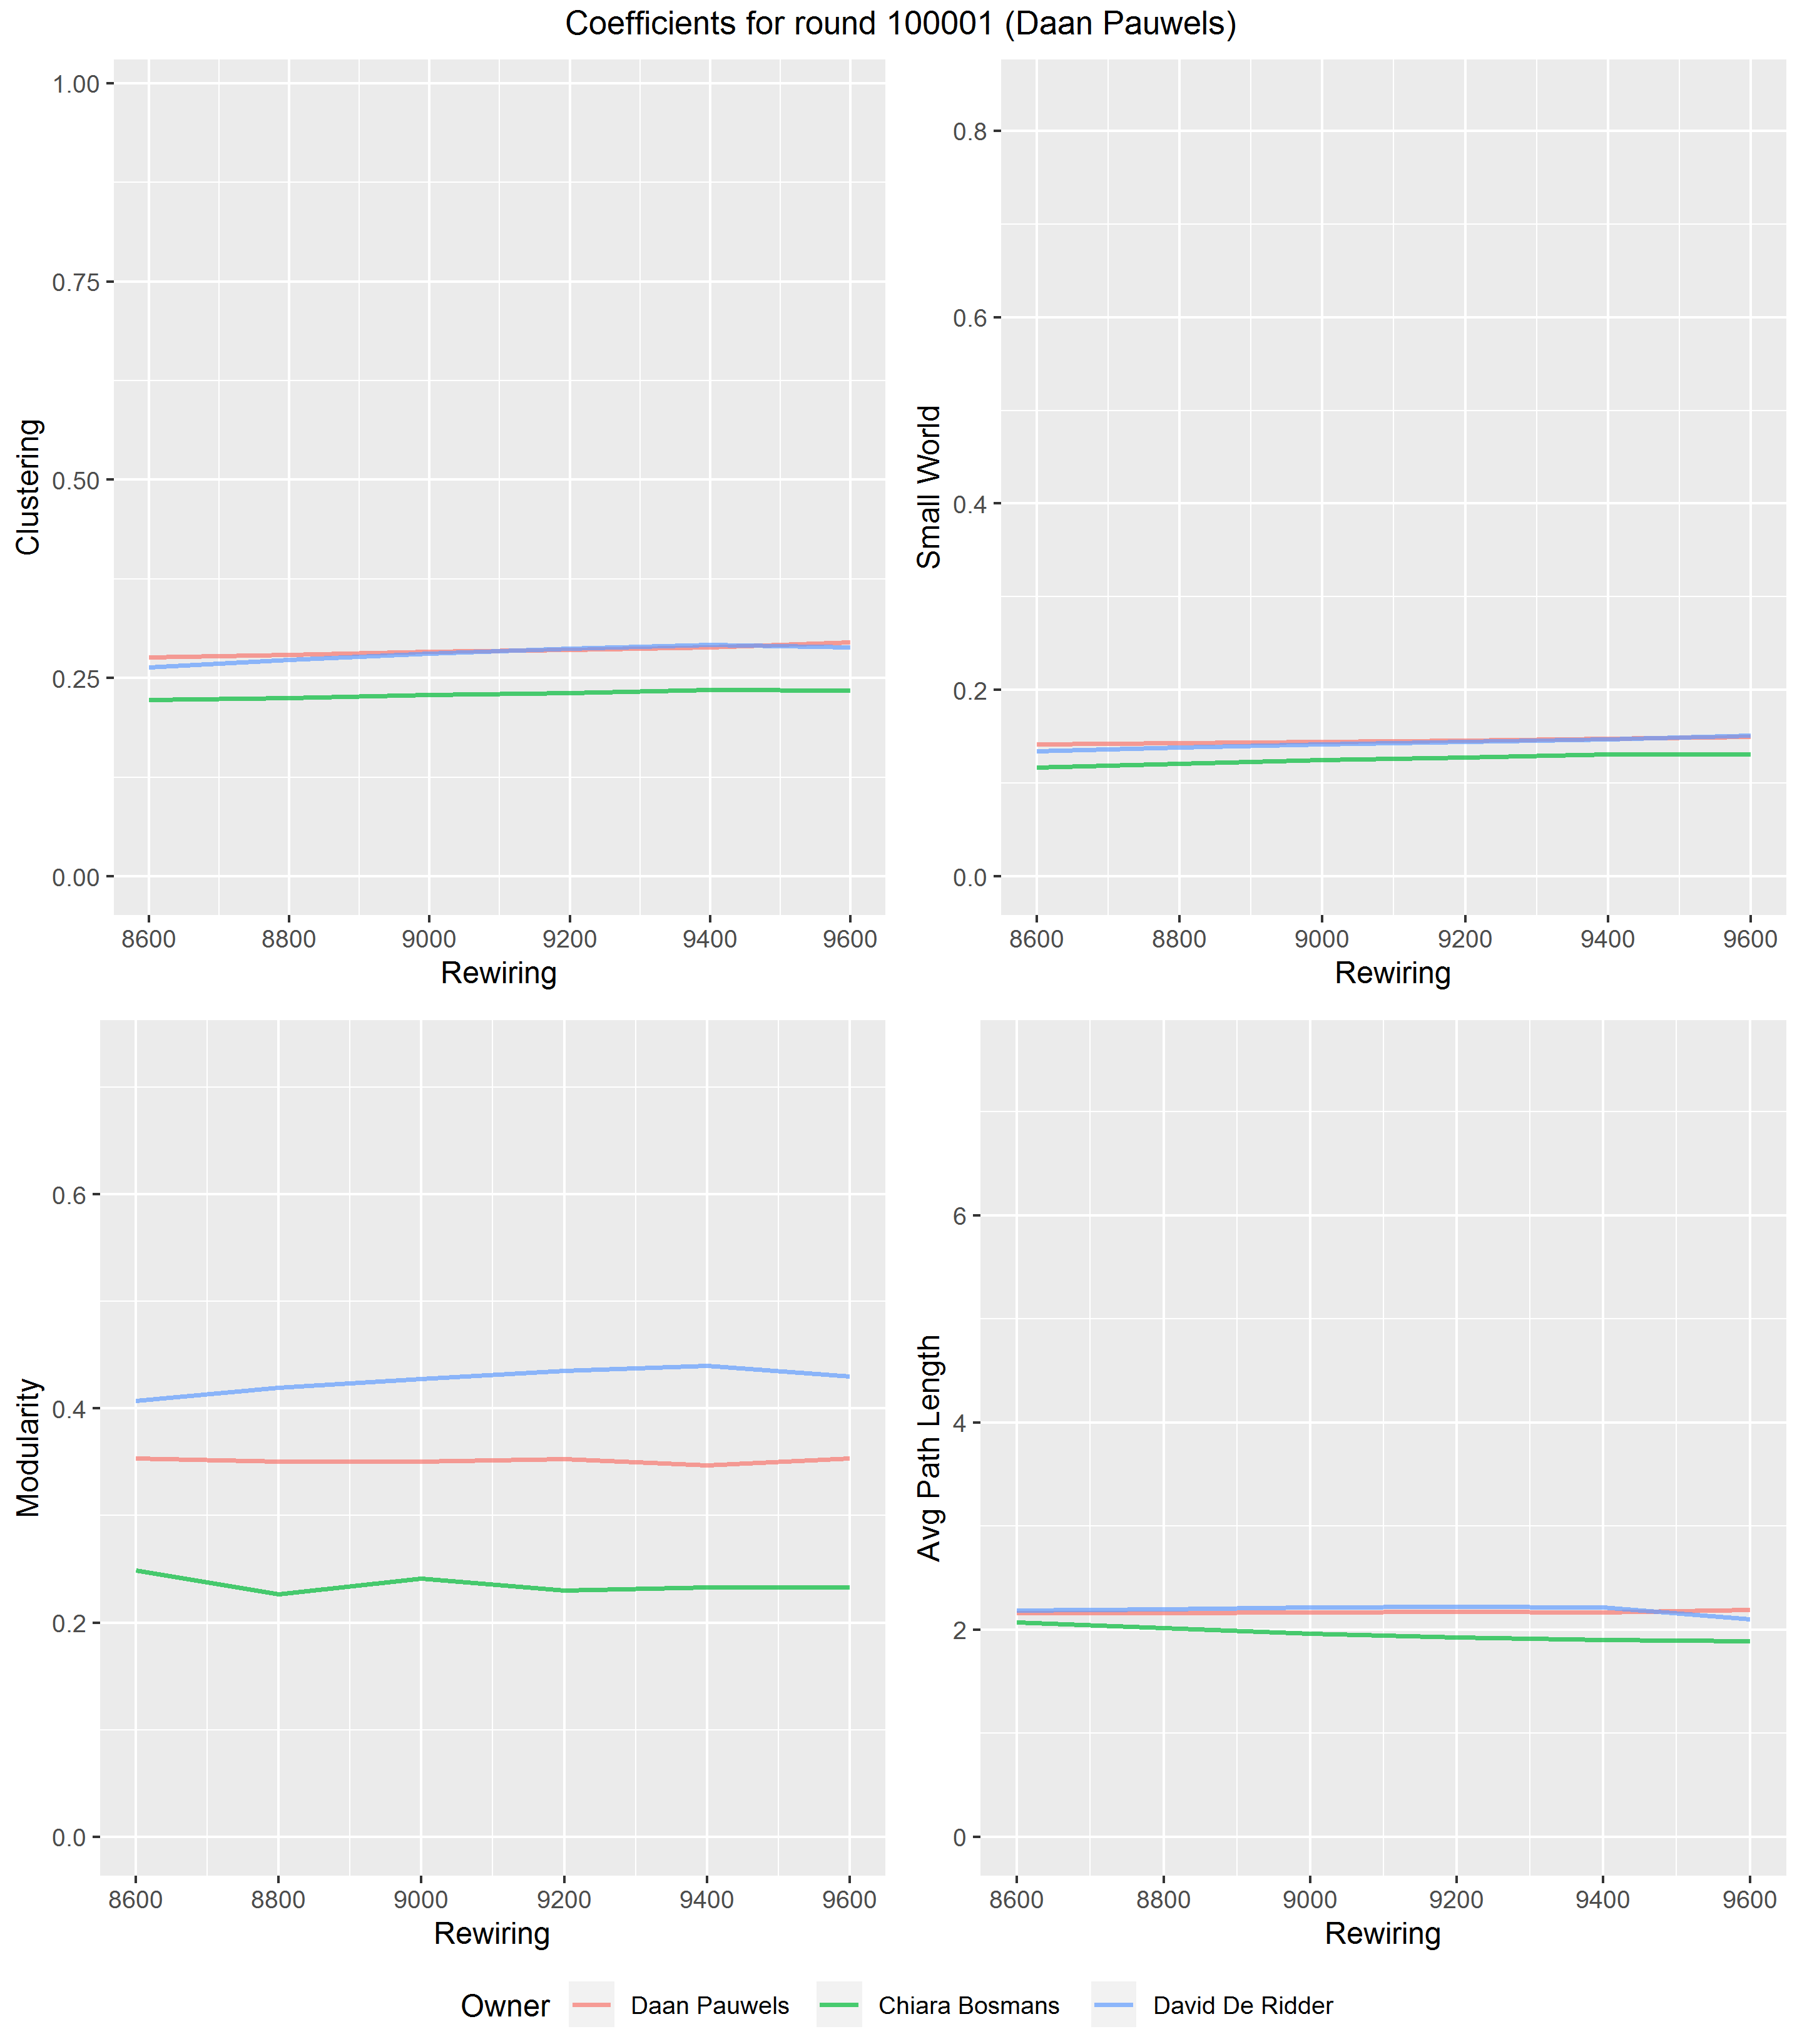 Coefficients for round 100001 (Daan Pauwels)
Clustering
1.00
0.75
0.50
0.25
0.00
8600 8800 9000 9200 9400 9600
Rewiring
Small World
0.8
0.6
0.4
0.2
0.0
8600 8800 9000 9200 9400 9600
Rewiring
Modularity
0.6
0.4
0.2
0.0
8600 8800 9000 9200 9400 9600
Rewiring
Avg Path Length
6
4
2
0
8600 8800 9000 9200 9400 9600
Rewiring
Owner Daan Pauwels Chiara Bosmans David De Ridder